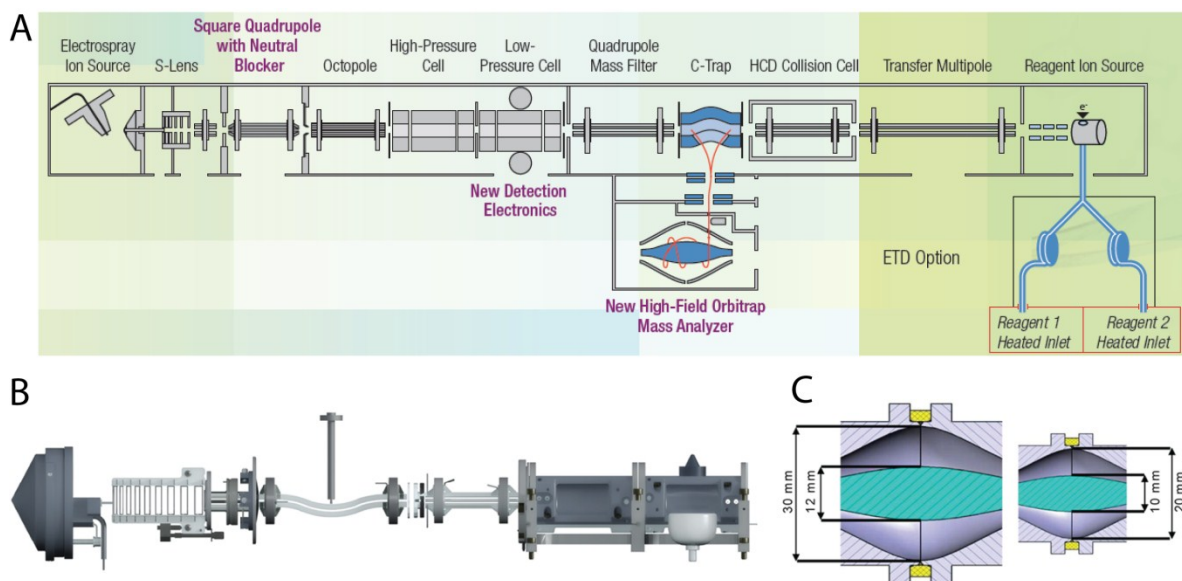 A
Electrospray
Ion Source
S-Lens
Square Quadrupole
with Neutral
Blocker
Octopole
High-Pressure
Cell
Low-
Pressure Cell
Quadrupole
Mass Filter
C-Trap
HCD Collision Cell
Transfer Multipole
Reagent Ion Source
e-
New Detection
Electronics
New High-Field Orbitrap
Mass Analyzer
ETD Option
Reagent 1
Heated Inlet
Reagent 2
Heated Inlet
B
C
30 mm
12 mm
10 mm
20 mm